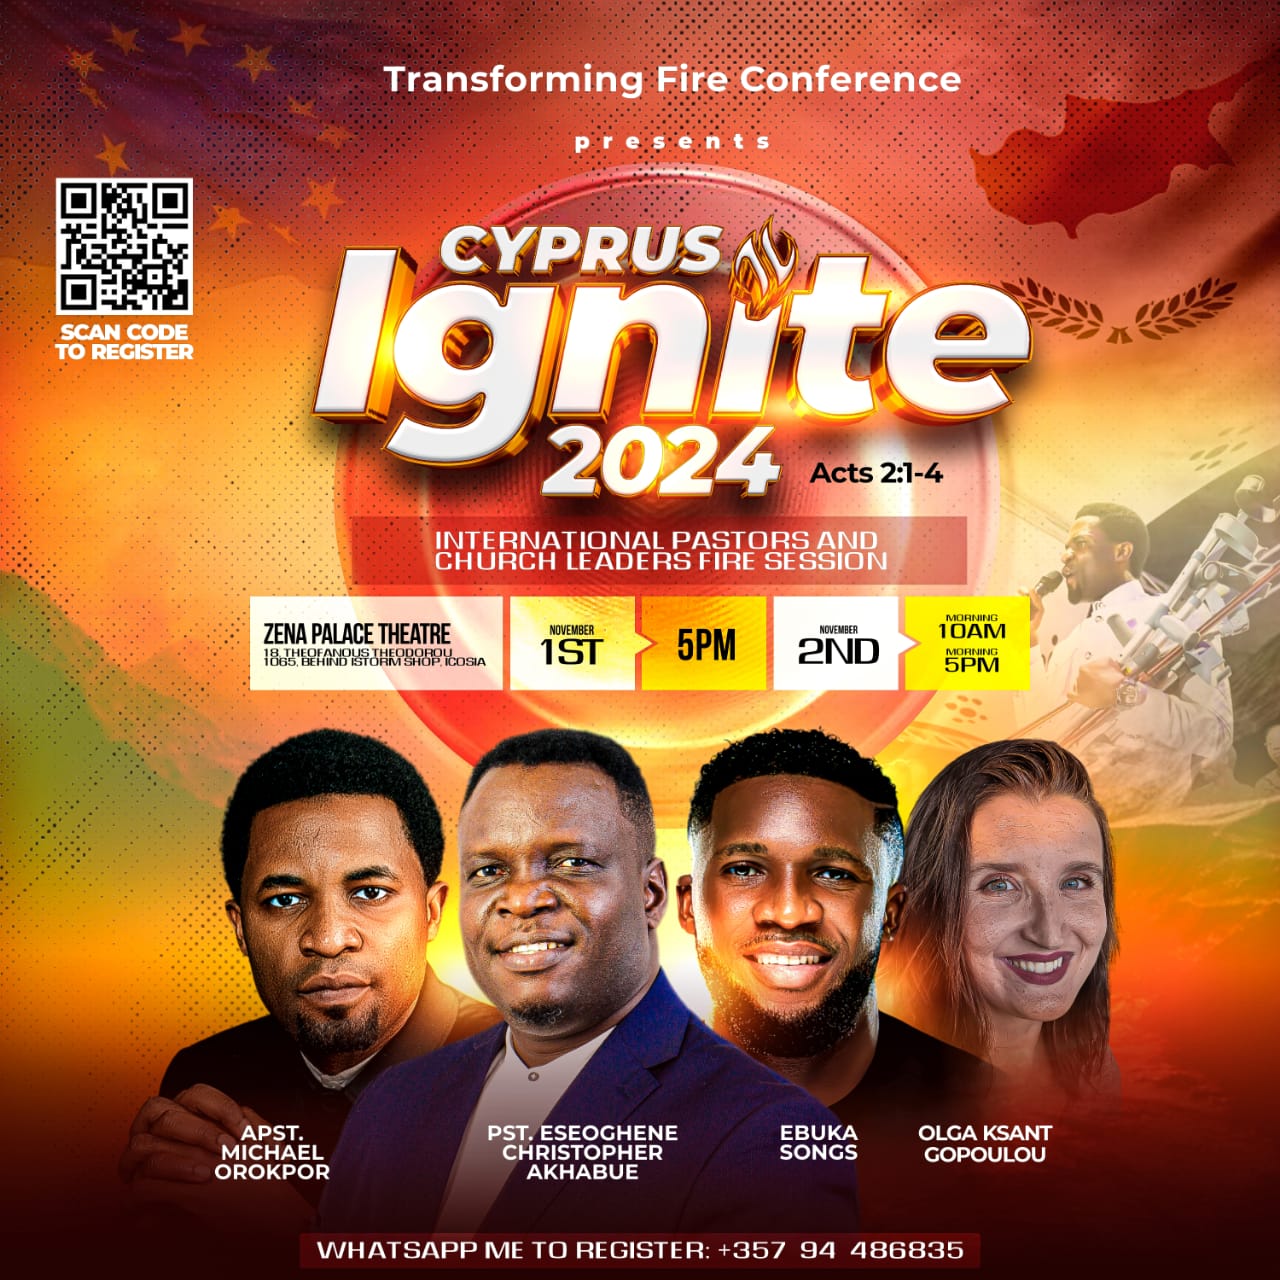 Transforming Fire Conference
presents
SCAN CODE
TO REGISTER
CYPRUS
Ignite
2024
Acts 2:1-4
INTERNATIONAL PASTORS AND
CHURCH LEADERS FIRE SESSION
ZENA PALACE THEATRE
18, THEOFANOUS THEODOROU
1065, BEHIND ISTORM SHOP, ICOSIA
NOVEMBER
1ST
5PM
NOVEMBER
2ND
MORNING
10AM
MORNING
5PM
APST.
MICHAEL
OROKPOR
PST. ESEOGHENE
CHRISTOPHER
AKHABUE
EBUKA
SONGS
OLGA KSANT
GOPOULOU
WHATSAPP ME TO REGISTER: +357 94 486835